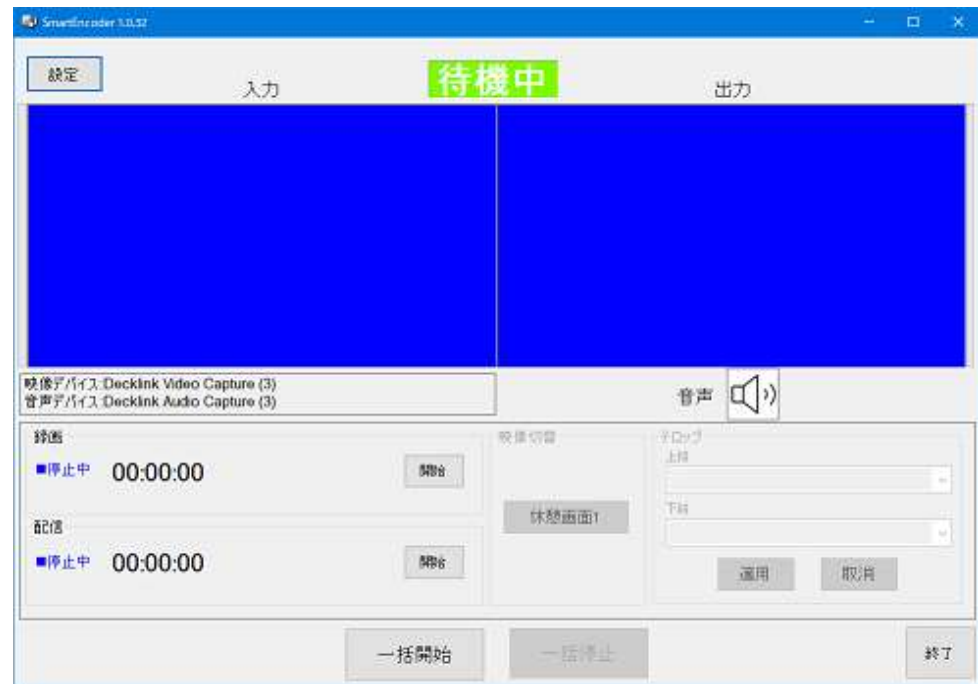 SmartEncoder 1.0.52
設定
待機中
入力
出力
映像デバイス:Decklink Video Capture (3)
音声デバイス:Decklink Audio Capture (3)
音声
録画
■停止中 00:00:00 開始
配信
■停止中 00:00:00 開始
映像切替
休憩画面1
テロップ
上段
下段
適用 取消
一括開始 一括停止 終了